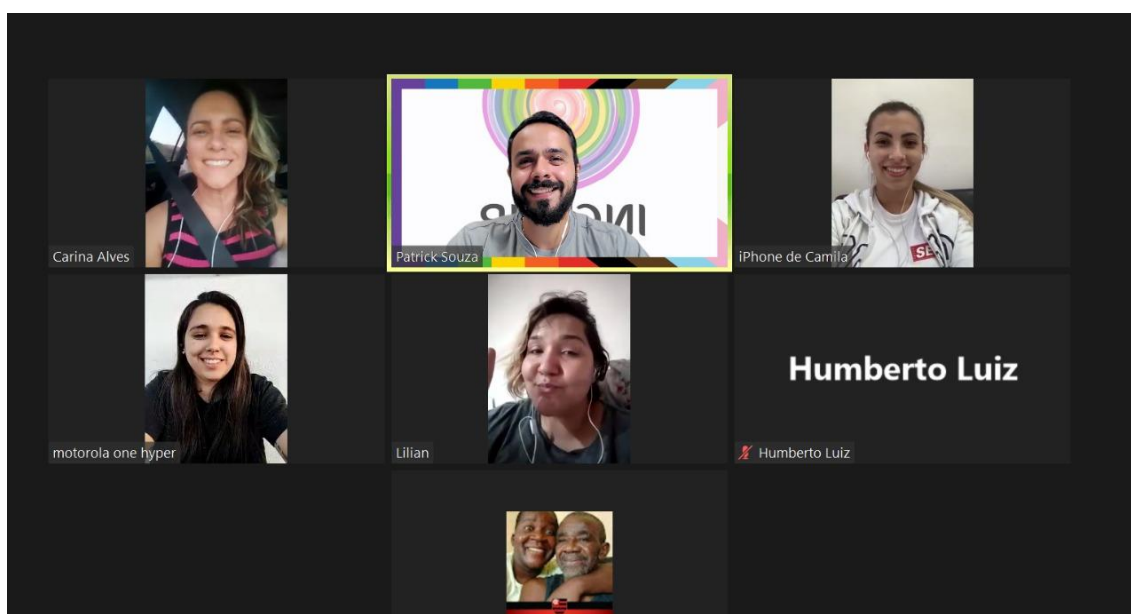 Carina Alves
Patrick Souza
iPhone de Camila
motorola one hyper
Lilian
Humberto Luiz
Humberto Luiz